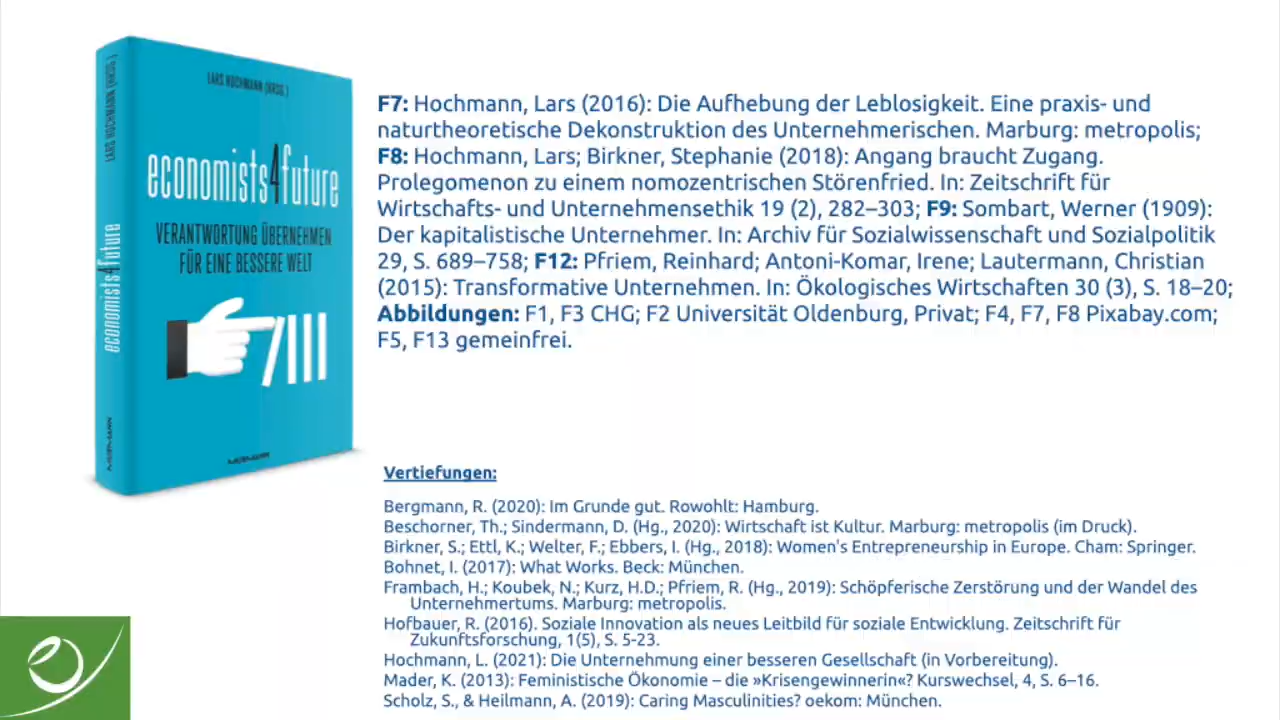 LARS HOCHMANN (HRSG.)
economists4future
VERANTWORTUNG ÜBERNEHMEN
FÜR EINE BESSERE WELT
MURMANN
LARS HOCHMANN (HRSG.)
economists4future
MURMANN
F7: Hochmann, Lars (2016): Die Aufhebung der Leblosigkeit. Eine praxis- und
naturtheoretische Dekonstruktion des Unternehmerischen. Marburg: metropolis;
F8: Hochmann, Lars; Birkner, Stephanie (2018): Angang braucht Zugang.
Prolegomenon zu einem nomozentrischen Störenfried. In: Zeitschrift für
Wirtschafts- und Unternehmensethik 19 (2), 282–303; F9: Sombart, Werner (1909):
Der kapitalistische Unternehmer. In: Archiv für Sozialwissenschaft und Sozialpolitik
29, S. 689–758; F12: Pfriem, Reinhard; Antoni-Komar, Irene; Lautermann, Christian
(2015): Transformative Unternehmen. In: Ökologisches Wirtschaften 30 (3), S. 18–20;
Abbildungen: F1, F3 CHG; F2 Universität Oldenburg, Privat; F4, F7, F8 Pixabay.com;
F5, F13 gemeinfrei.
Vertiefungen:
Bergmann, R. (2020): Im Grunde gut. Rowohlt: Hamburg.
Beschorner, Th.; Sindermann, D. (Hg., 2020): Wirtschaft ist Kultur. Marburg: metropolis (im Druck).
Birkner, S.; Ettl, K.; Welter, F.; Ebbers, I. (Hg., 2018): Women's Entrepreneurship in Europe. Cham: Springer.
Bohnet, I. (2017): What Works. Beck: München.
Frambach, H.; Koubek, N.; Kurz, H.D.; Pfriem, R. (Hg., 2019): Schöpferische Zerstörung und der Wandel des
Unternehmertums. Marburg: metropolis.
Hofbauer, R. (2016). Soziale Innovation als neues Leitbild für soziale Entwicklung. Zeitschrift für
Zukunftsforschung, 1(5), S. 5-23.
Hochmann, L. (2021): Die Unternehmung einer besseren Gesellschaft (in Vorbereitung).
Mader, K. (2013): Feministische Ökonomie – die »Krisengewinnerin«? Kurswechsel, 4, S. 6–16.
Scholz, S., & Heilmann, A. (2019): Caring Masculinities? oekom: München.